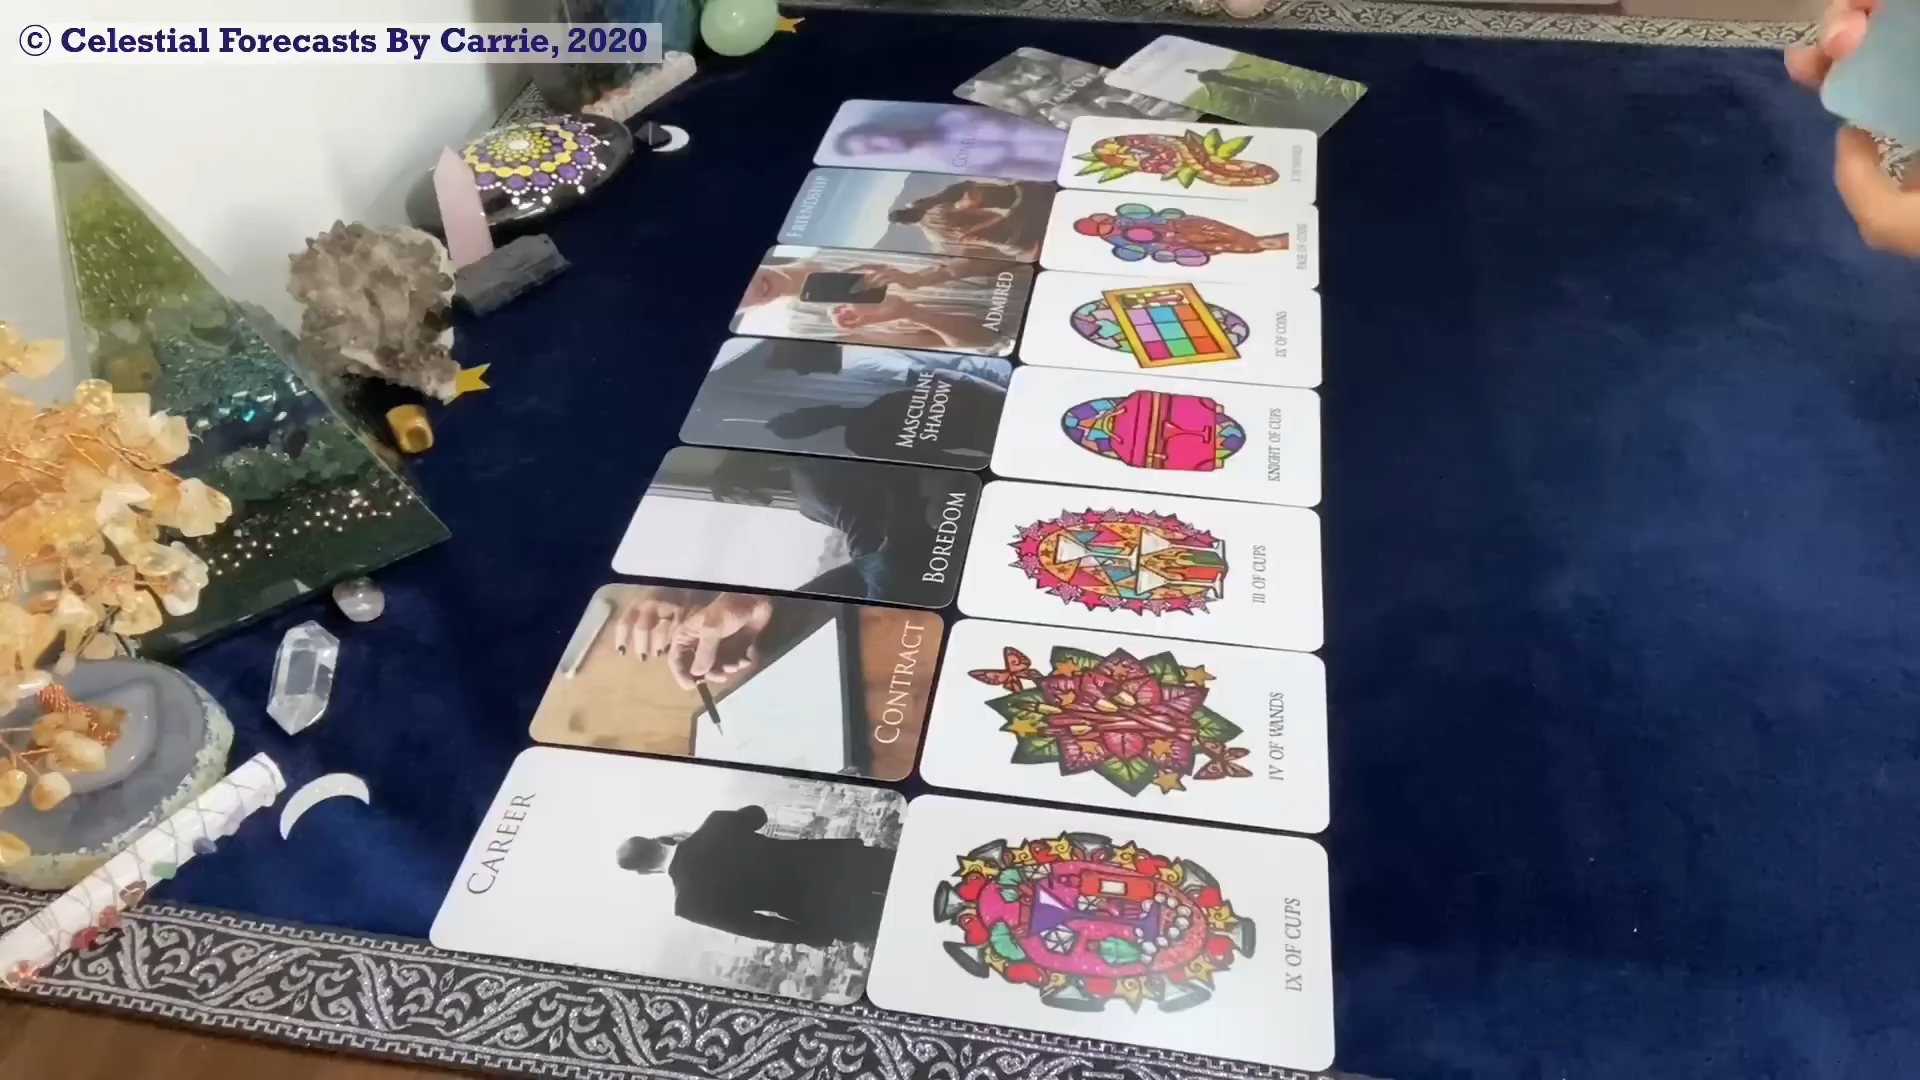 © Celestial Forecasts By Carrie, 2020
FRIENDSHIP
PAGE OF COINS
ADMIRED
IX OF COINS
MASCULINE
SHADOW
KNIGHT OF CUPS
BOREDOM
III OF CUPS
CONTRACT
IV OF WANDS
CAREER
IX OF CUPS